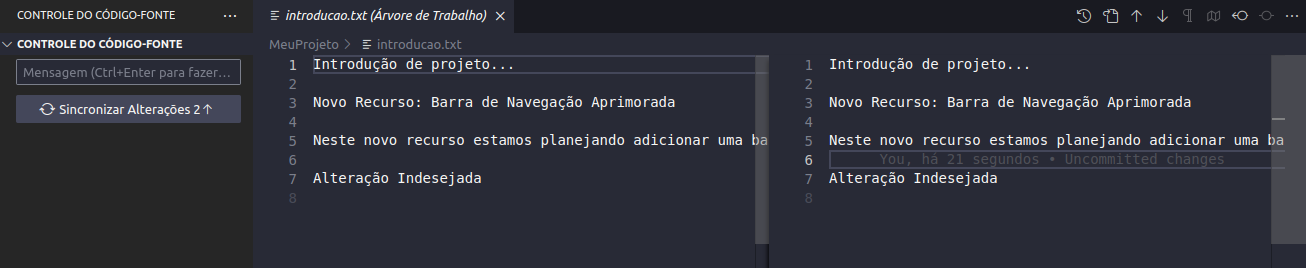 CONTROLE DO CÓDIGO-FONTE
CONTROLE DO CÓDIGO-FONTE
Mensagem (Ctrl+Enter para fazer...
Sincronizar Alterações 2↑
introducao.txt (Árvore de Trabalho)
MeuProjeto > introducao.txt
1 Introdução de projeto...
2
3 Novo Recurso: Barra de Navegação Aprimorada
4
5 Neste novo recurso estamos planejando adicionar uma ba
6
7 Alteração Indesejada
8
1 Introdução de projeto...
2
3 Novo Recurso: Barra de Navegação Aprimorada
4
5 Neste novo recurso estamos planejando adicionar uma ba
6 You, há 21 segundos • Uncommitted changes
7 Alteração Indesejada
8